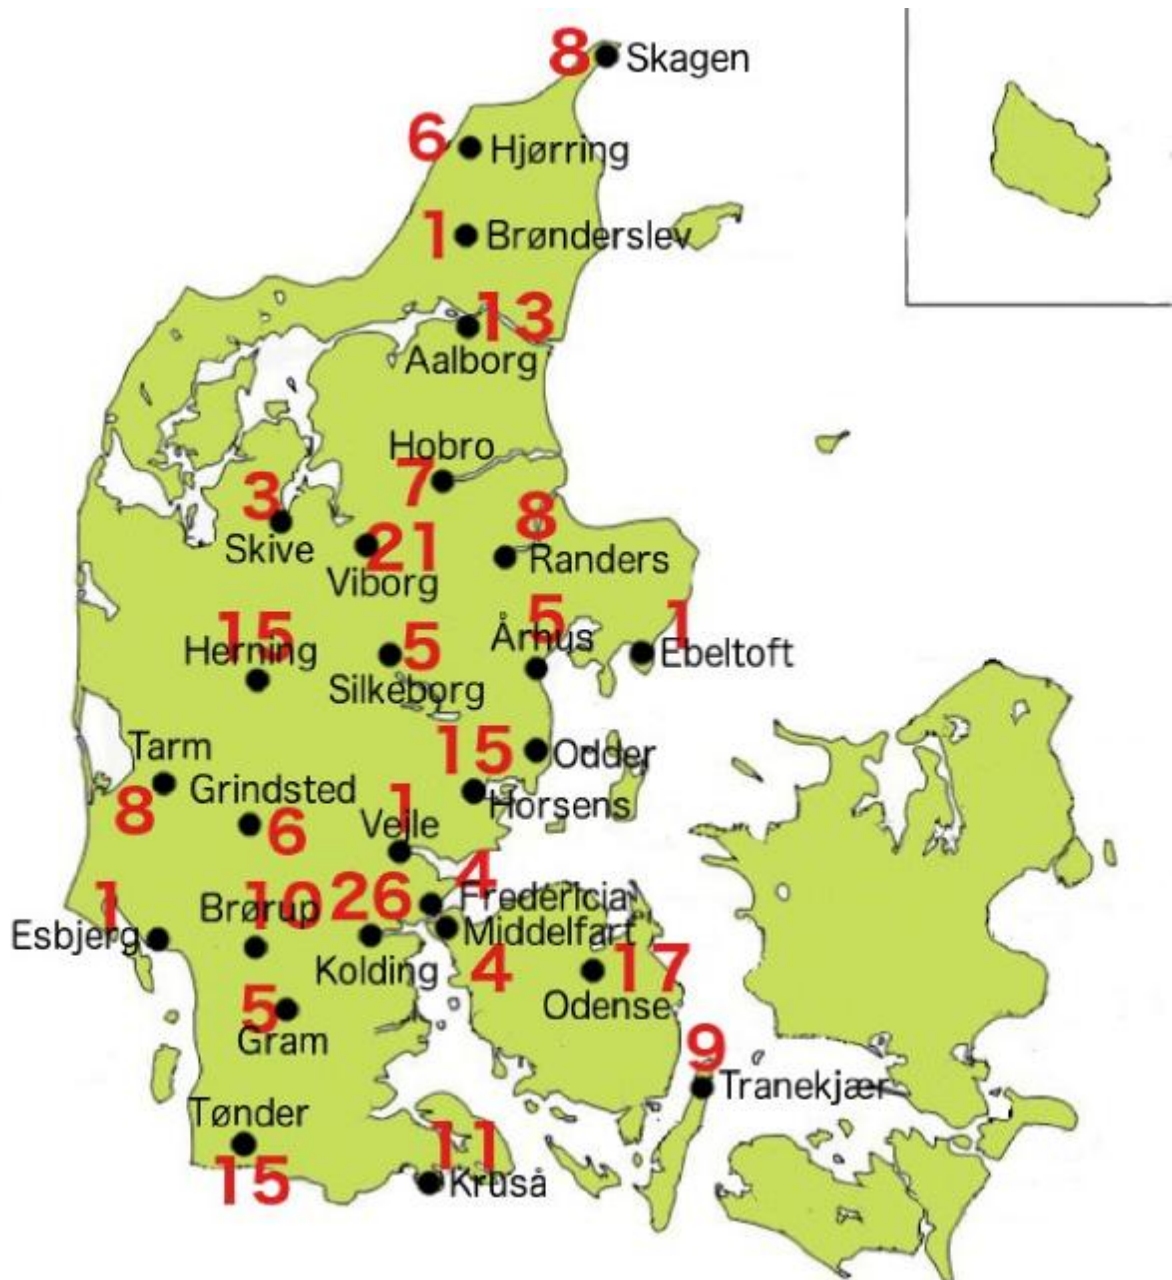 8 Skagen
6 Hjørring
1 Brønderslev
13
Aalborg
Hobro
7
3
Skive
21
Viborg
8
Randers
15
Herning
5
Silkeborg
5
Århus
1
Ebeltoft
Tarm
8
Grindsted
6
15
Odder
Horsens
1
Vejle
4
Fredericia
Middelfart
4
1
Esbjerg
10
Brørup
26
Kolding
17
Odense
5
Gram
9
Tranekjær
Tønder
15
11
Kruså